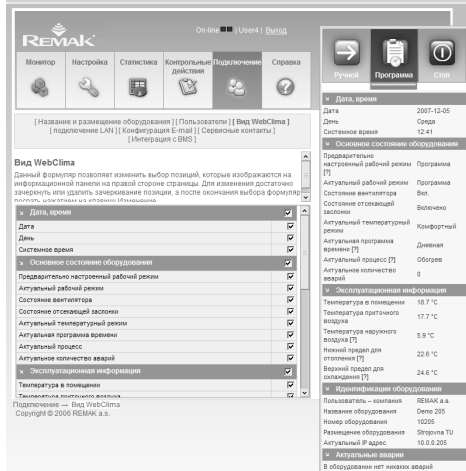 REMAK
On-line | User4 | Выход
Монитор
Настройка
Статистика
Контрольные действия
Подключение
Справка
[ Название и размещение оборудования ] [ Пользователи ] [ Вид WebClima ]
[ подключение LAN ] [ Конфигурация E-mail ] [ Сервисные контакты ]
[ Интеграция с BMS ]
Вид WebClima
Данный формуляр позволяет изменить выбор позиций, которые изображаются на
информационной панели на правой стороне страницы. Для изменения достаточно
зачеркнуть или удалить зачеркивание позиции, а после окончания выбора формуляр
послать нажатием на клавишу Изменение.
Дата, время
Дата
День
Системное время
Основное состояние оборудования
Предварительно настроенный рабочий режим
Актуальный рабочий режим
Состояние вентилятора
Состояние отсекающей заслонки
Актуальный температурный режим
Актуальная программа времени
Актуальный процесс
Актуальное количество аварий
Эксплуатационная информация
Температура в помещении
Температура приточного воздуха
Подключение → Вид WebClima
Copyright © 2006 REMAK a.s.
Ручной
Программа
Стоп
Дата, время
Дата 2007-12-05
День Среда
Системное время 12:41
Основное состояние оборудования
Предварительно
настроенный рабочий режим Программа
[?]
Актуальный рабочий режим Программа
Состояние вентилятора Вкл.
Состояние отсекающей
заслонки Включено
Актуальный температурный
режим Комфортный
Актуальная программа
времени [?] Дневная
Актуальный процесс [?] Обогрев
Актуальное количество
аварий 0
Эксплуатационная информация
Температура в помещении 18.7 °C
Температура приточного
воздуха 17.7 °C
Температура наружного
воздуха [?] 5.9 °C
Нижний предел для
отопления [?] 22.6 °C
Верхний предел для
охлаждения [?] 24.6 °C
Идентификация оборудования
Пользователь – компания REMAK a.s.
Название оборудования Demo 205
Номер оборудования 10205
Размещение оборудования Strojovna TU
Актуальный IP адрес 10.0.0.205
Актуальные аварии
В оборудовании нет никаких аварий